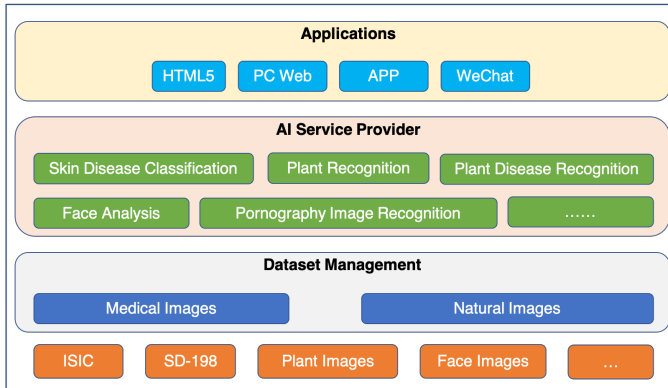 Applications
HTML5 PC Web APP WeChat
AI Service Provider
Skin Disease Classification Plant Recognition Plant Disease Recognition
Face Analysis Pornography Image Recognition ......
Dataset Management
Medical Images Natural Images
ISIC SD-198 Plant Images Face Images ...